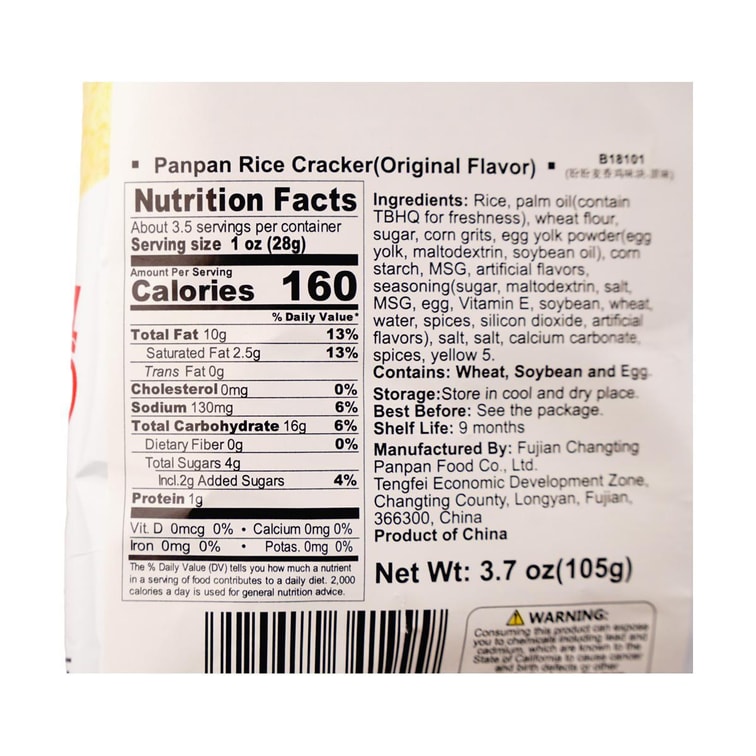 ▪ Panpan Rice Cracker(Original Flavor) ▪
B18101
Nutrition Facts
About 3.5 servings per container
Serving size 1 oz (28g)
Amount Per Serving
Calories 160
% Daily Value*
Total Fat 10g 13%
Saturated Fat 2.5g 13%
Trans Fat 0g
Cholesterol 0mg 0%
Sodium 130mg 6%
Total Carbohydrate 16g 6%
Dietary Fiber 0g 0%
Total Sugars 4g
Incl.2g Added Sugars 4%
Protein 1g
Vit. D 0mcg 0% • Calcium 0mg 0%
Iron 0mg 0% • Potas. 0mg 0%
The % Daily Value (DV) tells you how much a nutrient
in a serving of food contributes to a daily diet. 2,000
calories a day is used for general nutrition advice.
Ingredients: Rice, palm oil(contain
TBHQ for freshness), wheat flour,
sugar, corn grits, egg yolk powder(egg
yolk, maltodextrin, soybean oil), corn
starch, MSG, artificial flavors,
seasoning(sugar, maltodextrin, salt,
MSG, egg, Vitamin E, soybean, wheat,
water, spices, silicon dioxide, artificial
flavors), salt, salt, calcium carbonate,
spices, yellow 5.
Contains: Wheat, Soybean and Egg.
Storage:Store in cool and dry place.
Best Before: See the package.
Shelf Life: 9 months
Manufactured By: Fujian Changting
Panpan Food Co., Ltd.
Tengfei Economic Development Zone,
Changting County, Longyan, Fujian,
366300, China
Product of China
Net Wt: 3.7 oz(105g)
WARNING:
Consuming this product can expose
you to chemicals including lead and
cadmium, which are known to the
State of California to cause cancer
and birth defects or other